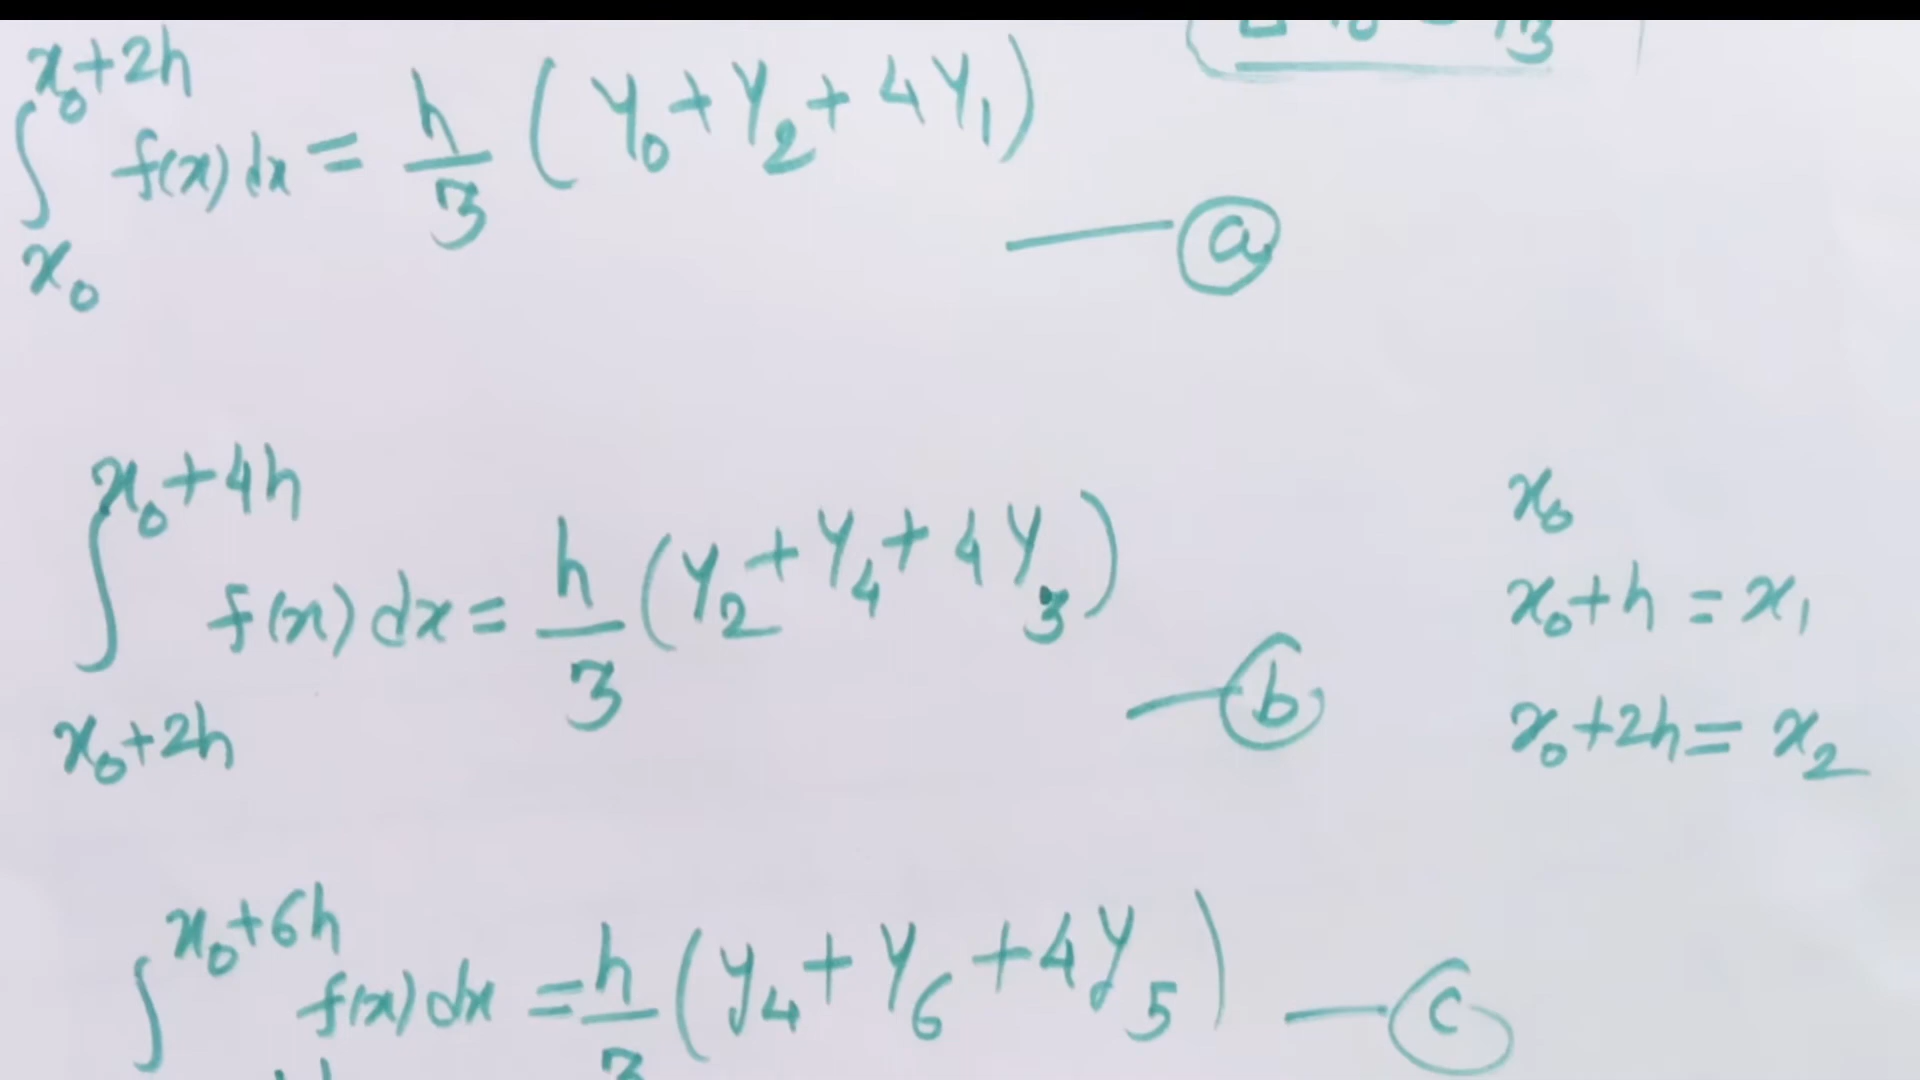 ∫_{x₀}^{x₀+2h} f(x) dx = h/3 (Y₀ + Y₂ + 4Y₁) — ⓐ
∫_{x₀+2h}^{x₀+4h} f(x) dx = h/3 (Y₂ + Y₄ + 4Y₃) — ⓑ
x₀
x₀+h = x₁
x₀+2h = x₂
∫^{x₀+6h} f(x) dx = h/3 (y₄ + y₆ + 4y₅) — ⓒ